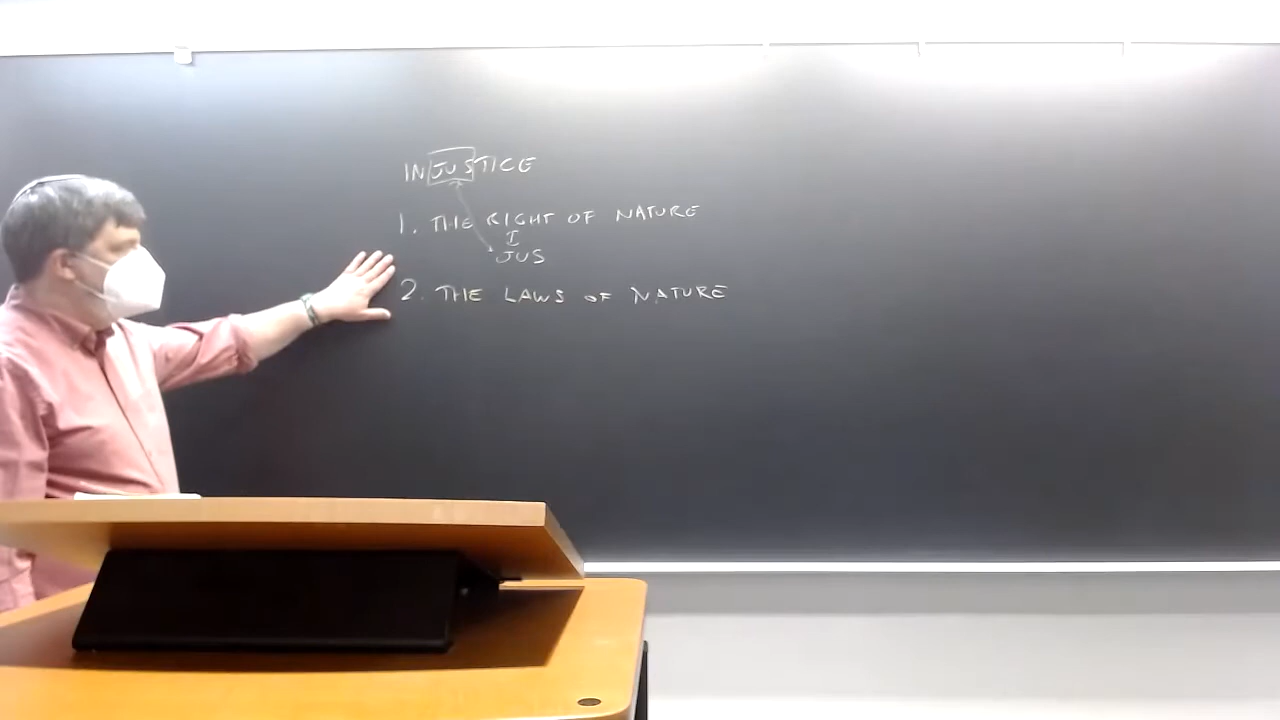 INJUSTICE
1. THE RIGHT OF NATURE
JUS
2. THE LAWS OF NATURE